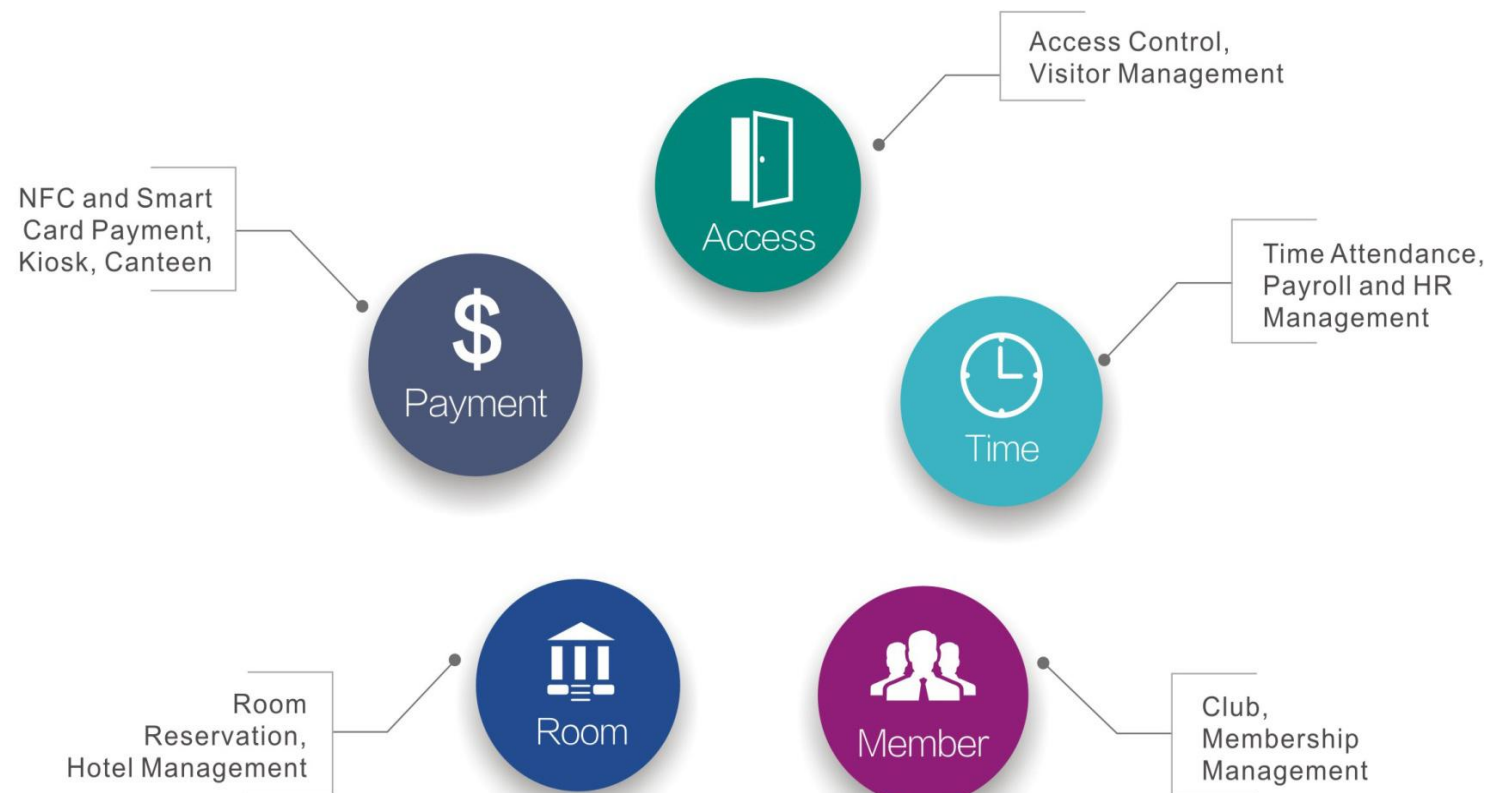 Access Control,
Visitor Management
Access
NFC and Smart
Card Payment,
Kiosk, Canteen
$
Payment
Time Attendance,
Payroll and HR
Management
Time
Room
Reservation,
Hotel Management
Room
Member
Club,
Membership
Management